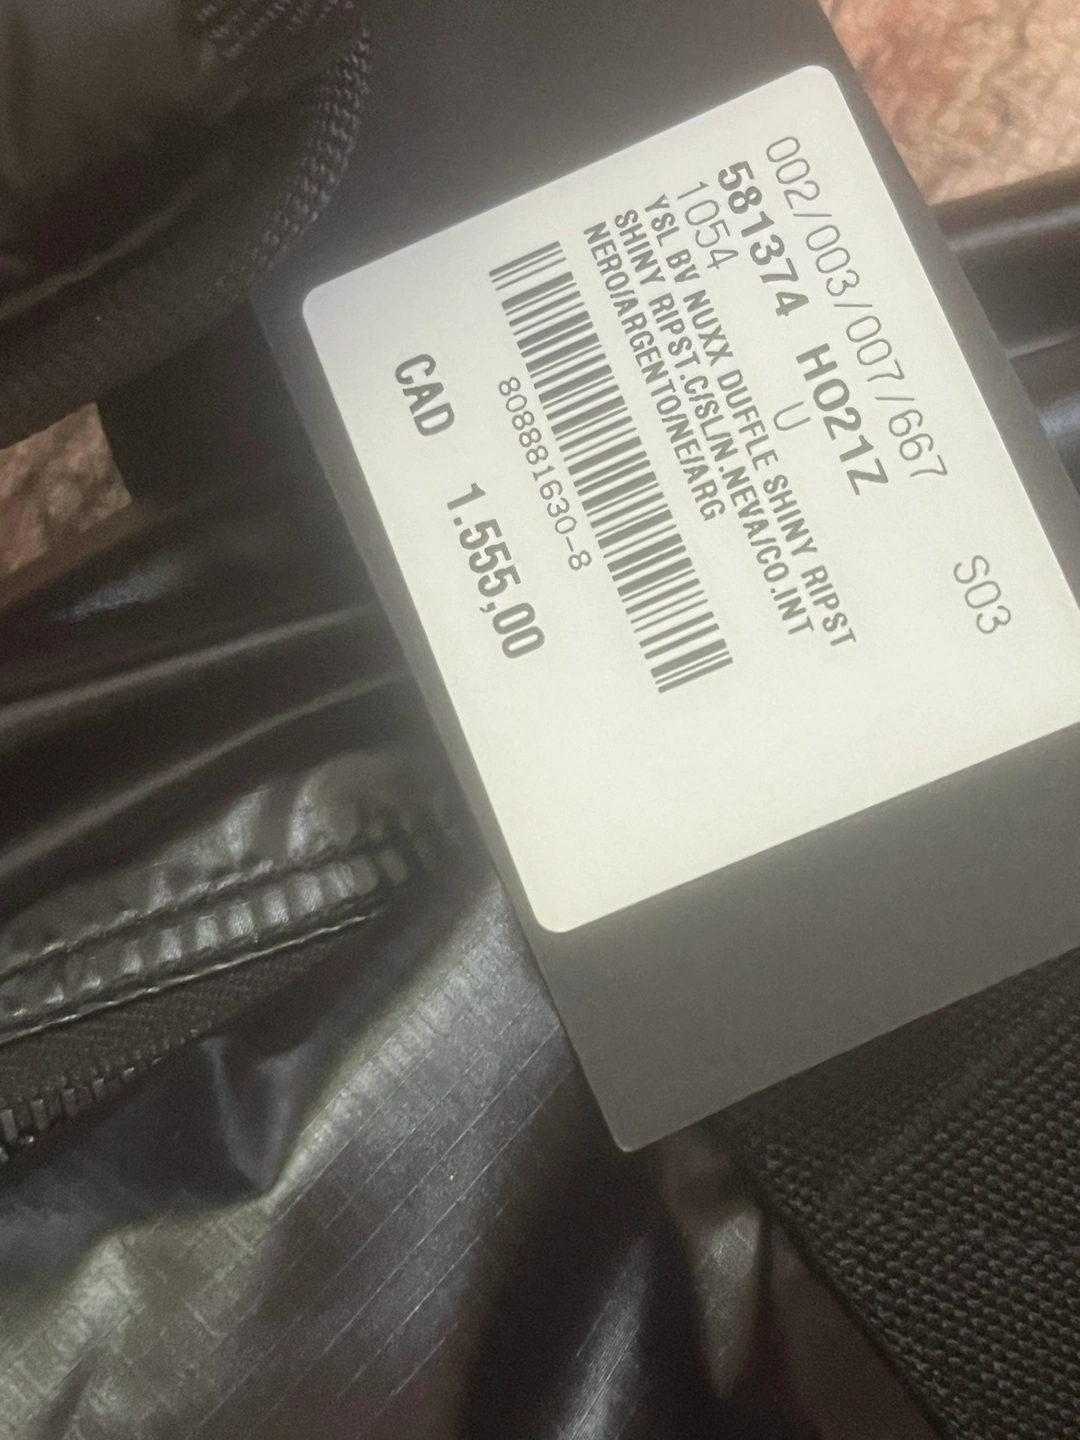 002/003/007/667 S03
581374 HO21Z
1054 U
YSL BV NUXX DUFFLE SHINY RIPST
SHINY RIPST.C/SL/N.NEVA/CO.INT
NERO/ARGENTO/NE/ARG
808881630-8
CAD 1.555,00